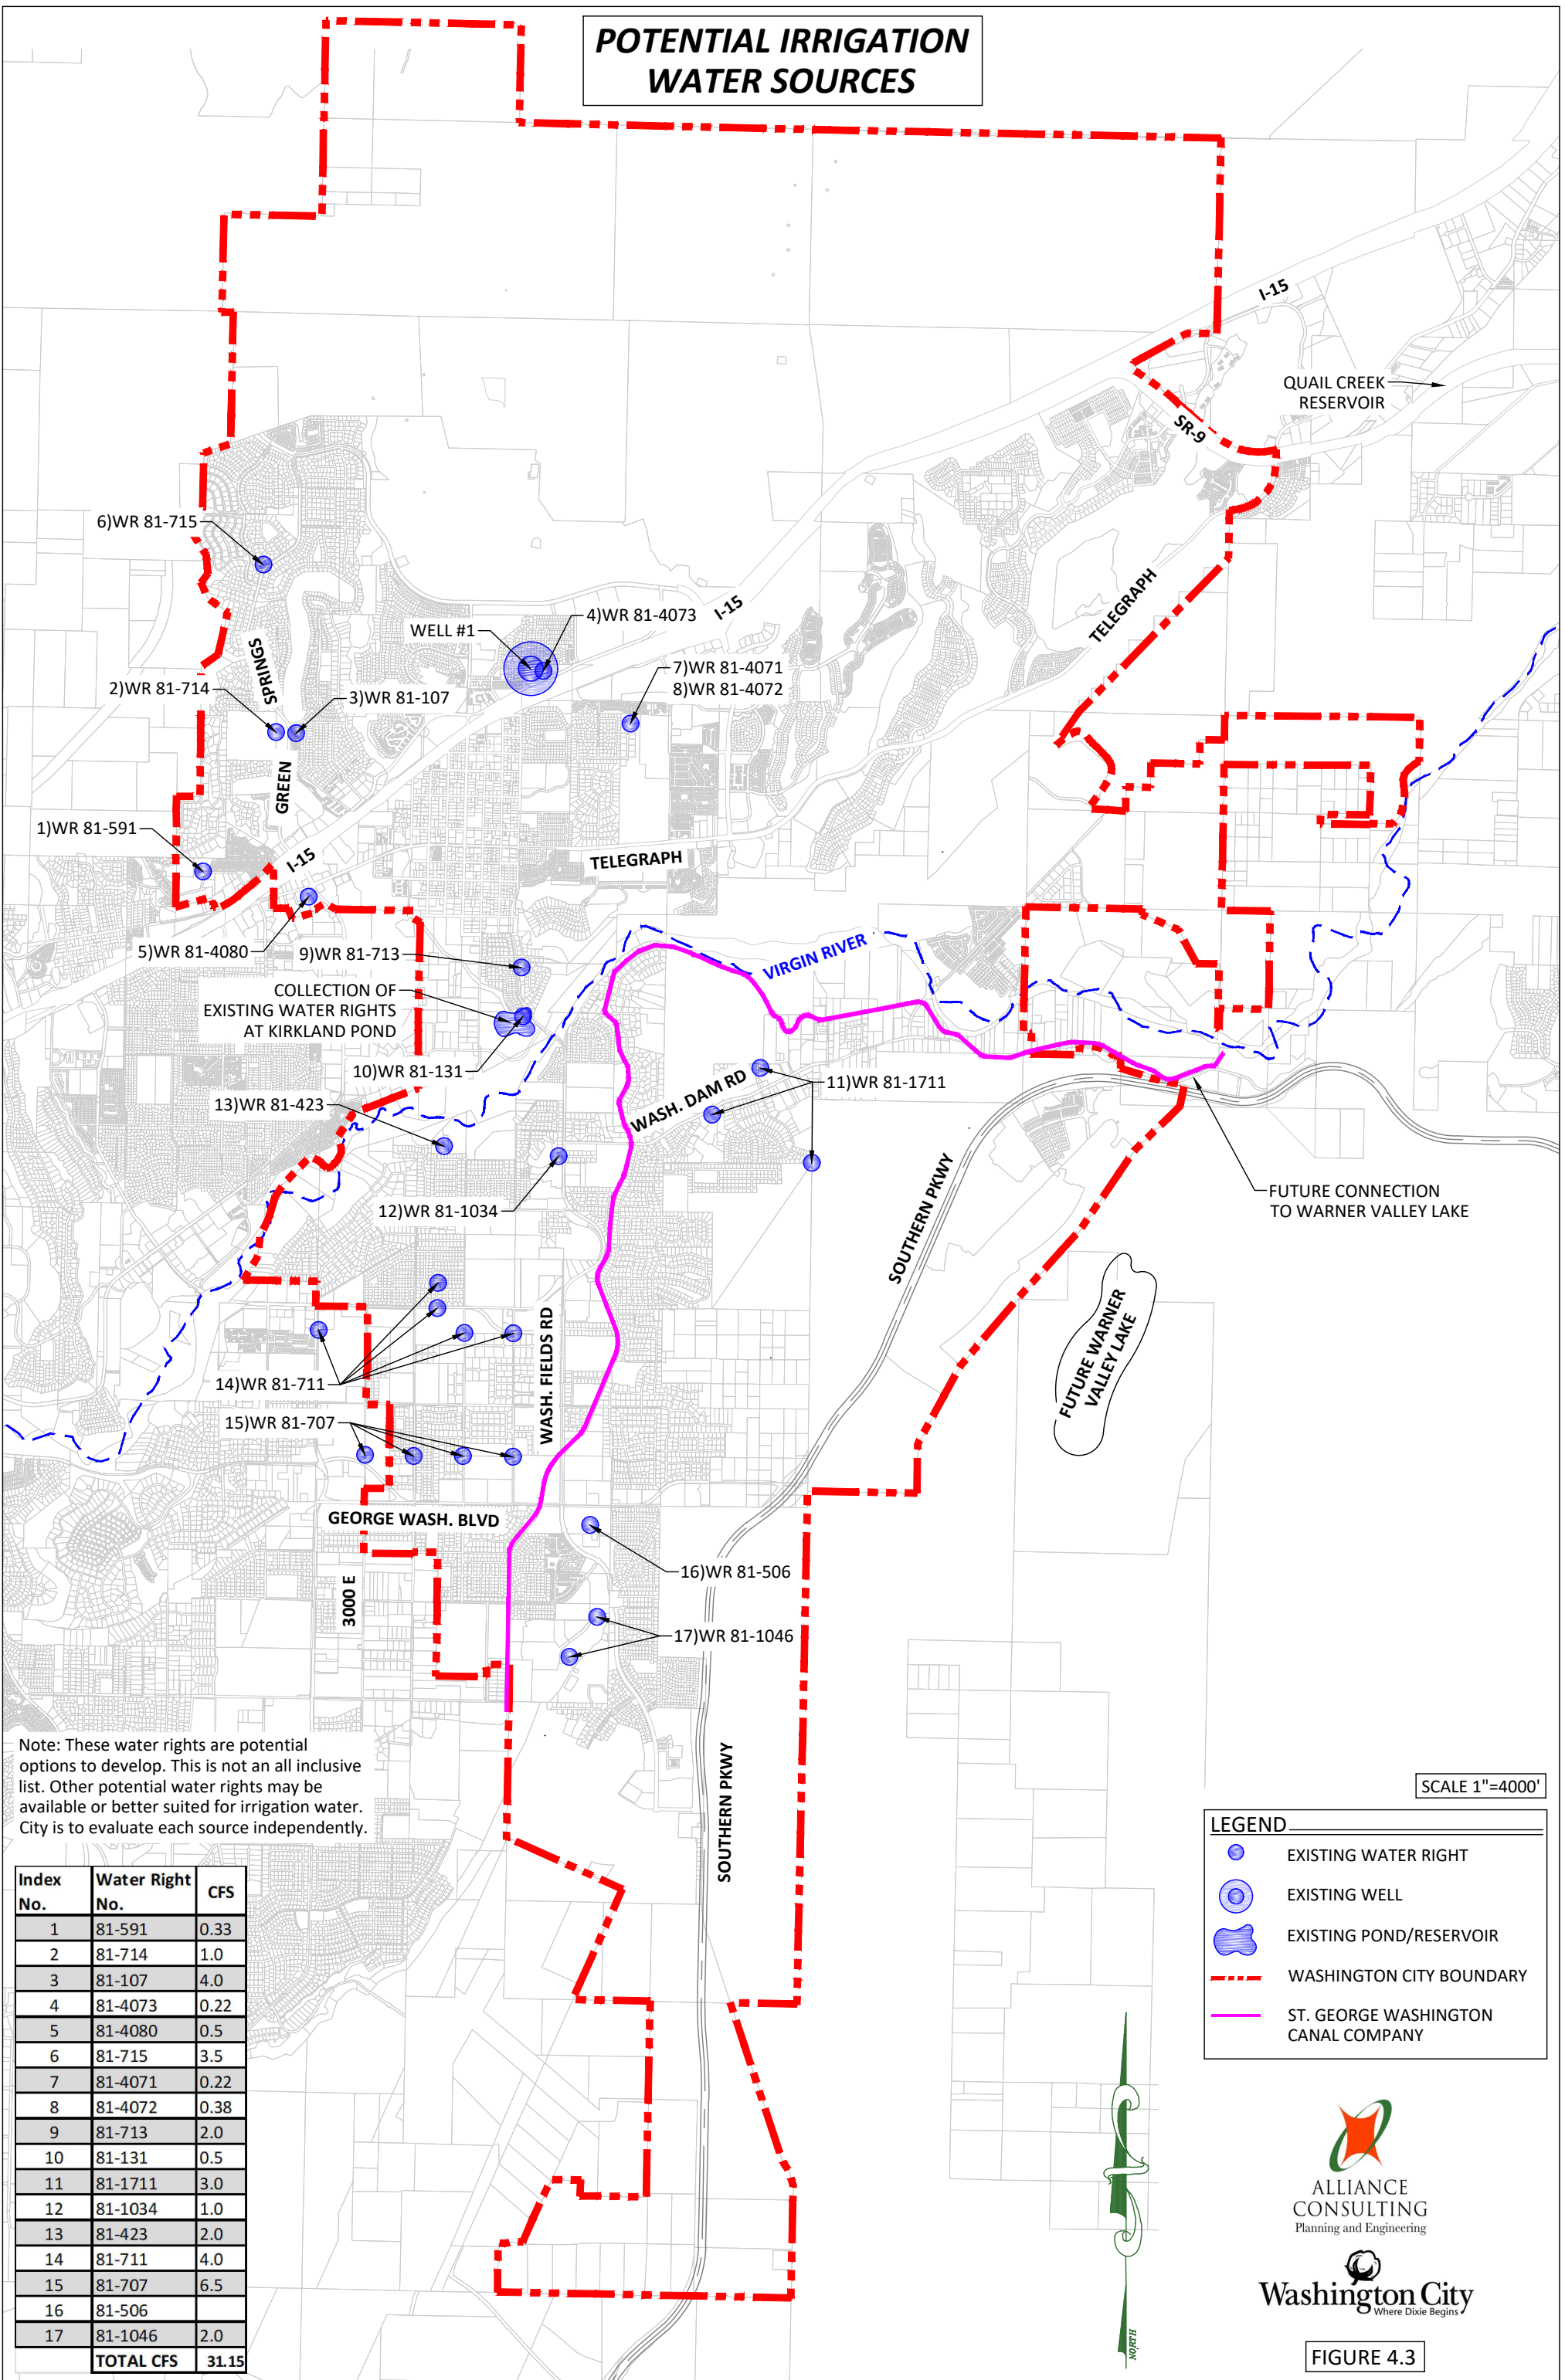 POTENTIAL IRRIGATION
WATER SOURCES
I-15
QUAIL CREEK
RESERVOIR
SR-9
6)WR 81-715
TELEGRAPH
4)WR 81-4073
I-15
WELL #1
SPRINGS
7)WR 81-4071
8)WR 81-4072
2)WR 81-714
3)WR 81-107
GREEN
1)WR 81-591
I-15
TELEGRAPH
5)WR 81-4080
9)WR 81-713
VIRGIN RIVER
COLLECTION OF
EXISTING WATER RIGHTS
AT KIRKLAND POND
10)WR 81-131
WASH. DAM RD
11)WR 81-1711
13)WR 81-423
12)WR 81-1034
SOUTHERN PKWY
FUTURE CONNECTION
TO WARNER VALLEY LAKE
FUTURE WARNER
VALLEY LAKE
WASH. FIELDS RD
14)WR 81-711
15)WR 81-707
GEORGE WASH. BLVD
16)WR 81-506
3000 E
17)WR 81-1046
Note: These water rights are potential
options to develop. This is not an all inclusive
list. Other potential water rights may be
available or better suited for irrigation water.
City is to evaluate each source independently.
SOUTHERN PKWY
SCALE 1"=4000'
LEGEND
EXISTING WATER RIGHT
EXISTING WELL
EXISTING POND/RESERVOIR
WASHINGTON CITY BOUNDARY
ST. GEORGE WASHINGTON
CANAL COMPANY
Index No. Water Right No. CFS
1 81-591 0.33
2 81-714 1.0
3 81-107 4.0
4 81-4073 0.22
5 81-4080 0.5
6 81-715 3.5
7 81-4071 0.22
8 81-4072 0.38
9 81-713 2.0
10 81-131 0.5
11 81-1711 3.0
12 81-1034 1.0
13 81-423 2.0
14 81-711 4.0
15 81-707 6.5
16 81-506
17 81-1046 2.0
TOTAL CFS 31.15
NORTH
ALLIANCE
CONSULTING
Planning and Engineering
Washington City
Where Dixie Begins
FIGURE 4.3